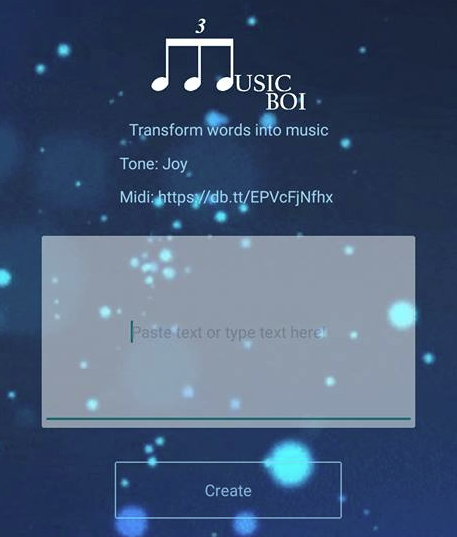 3
MUSIC
BOI
Transform words into music
Tone: Joy
Midi: https://db.tt/EPVcFjNfhx
Paste text or type text here!
Create